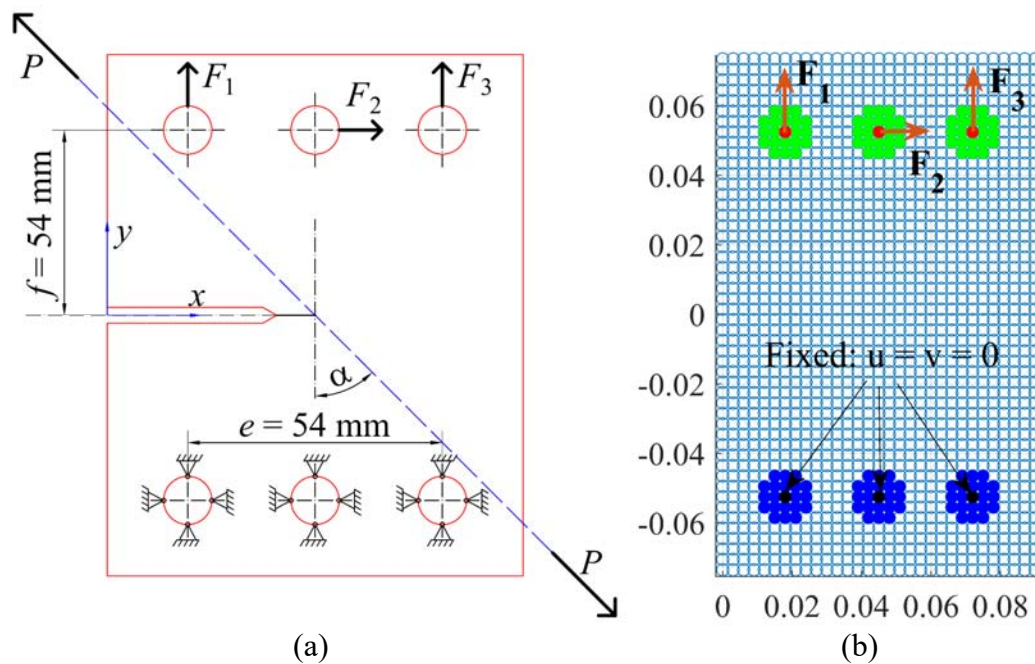 P
F1
F2
F3
f = 54 mm
y
x
α
e = 54 mm
P
(a)
F1
F3
F2
0.06
0.04
0.02
0
Fixed: u = v = 0
-0.02
-0.04
-0.06
0 0.02 0.04 0.06 0.08
(b)